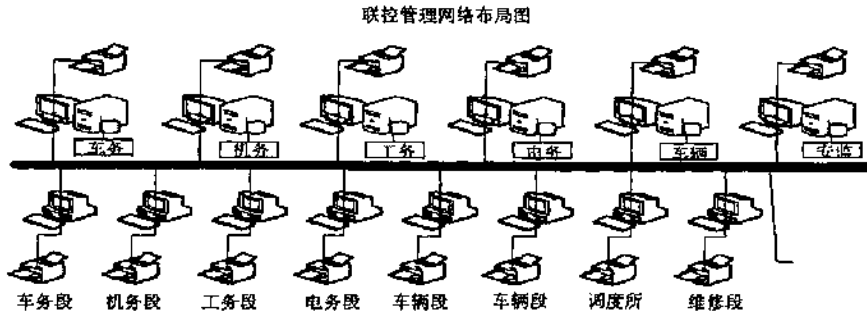 联控管理网络布局图
车务 机务 工务 电务 车辆 安监
车务段 机务段 工务段 电务段 车辆段 车辆段 调度所 维修段